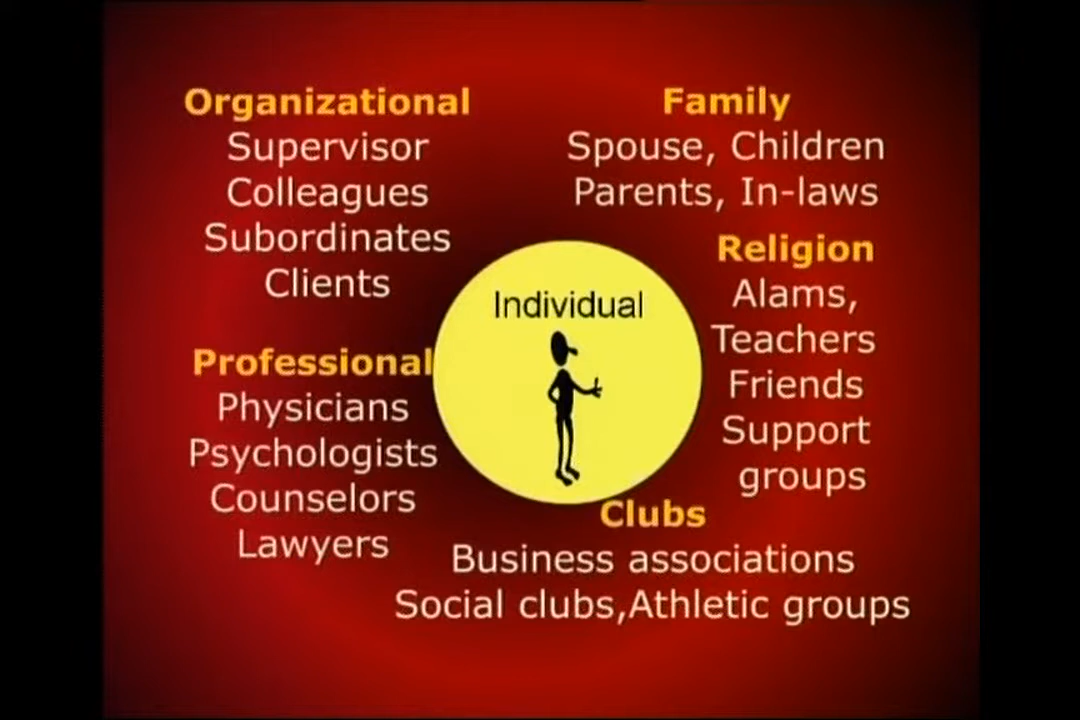 Organizational
Supervisor
Colleagues
Subordinates
Clients
Family
Spouse, Children
Parents, In-laws
Religion
Alams,
Teachers
Friends
Support
groups
Individual
Professional
Physicians
Psychologists
Counselors
Lawyers
Clubs
Business associations
Social clubs,Athletic groups